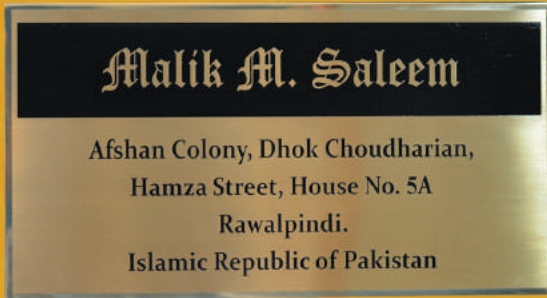 Malik M. Saleem
Afshan Colony, Dhok Choudharian,
Hamza Street, House No. 5A
Rawalpindi.
Islamic Republic of Pakistan